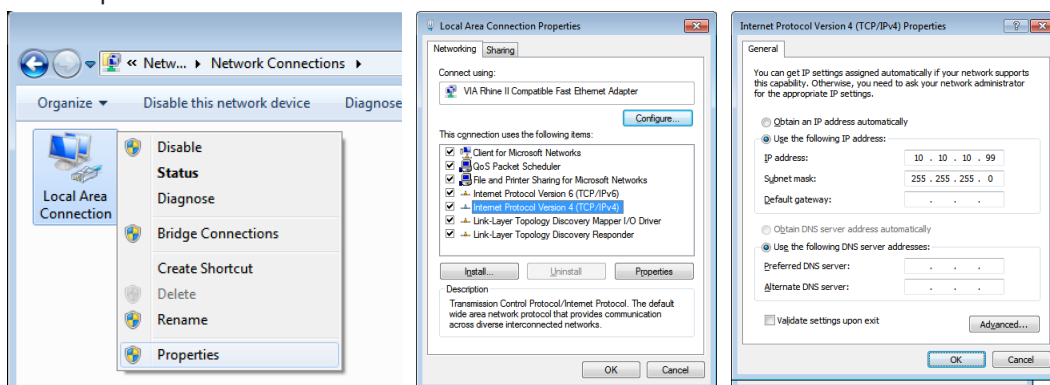 « Netw... ▸ Network Connections ▸
Organize ▼ Disable this network device Diagnose
Local Area
Connection
Disable
Status
Diagnose
Bridge Connections
Create Shortcut
Delete
Rename
Properties
Local Area Connection Properties
Networking Sharing
Connect using:
VIA Rhine II Compatible Fast Ethernet Adapter
Configure...
This connection uses the following items:
Client for Microsoft Networks
QoS Packet Scheduler
File and Printer Sharing for Microsoft Networks
Internet Protocol Version 6 (TCP/IPv6)
Internet Protocol Version 4 (TCP/IPv4)
Link-Layer Topology Discovery Mapper I/O Driver
Link-Layer Topology Discovery Responder
Install... Uninstall Properties
Description
Transmission Control Protocol/Internet Protocol. The default
wide area network protocol that provides communication
across diverse interconnected networks.
OK Cancel
Internet Protocol Version 4 (TCP/IPv4) Properties
General
You can get IP settings assigned automatically if your network supports
this capability. Otherwise, you need to ask your network administrator
for the appropriate IP settings.
Obtain an IP address automatically
Use the following IP address:
IP address: 10 . 10 . 10 . 99
Subnet mask: 255 . 255 . 255 . 0
Default gateway: . . .
Obtain DNS server address automatically
Use the following DNS server addresses:
Preferred DNS server: . . .
Alternate DNS server: . . .
Validate settings upon exit
Advanced...
OK Cancel